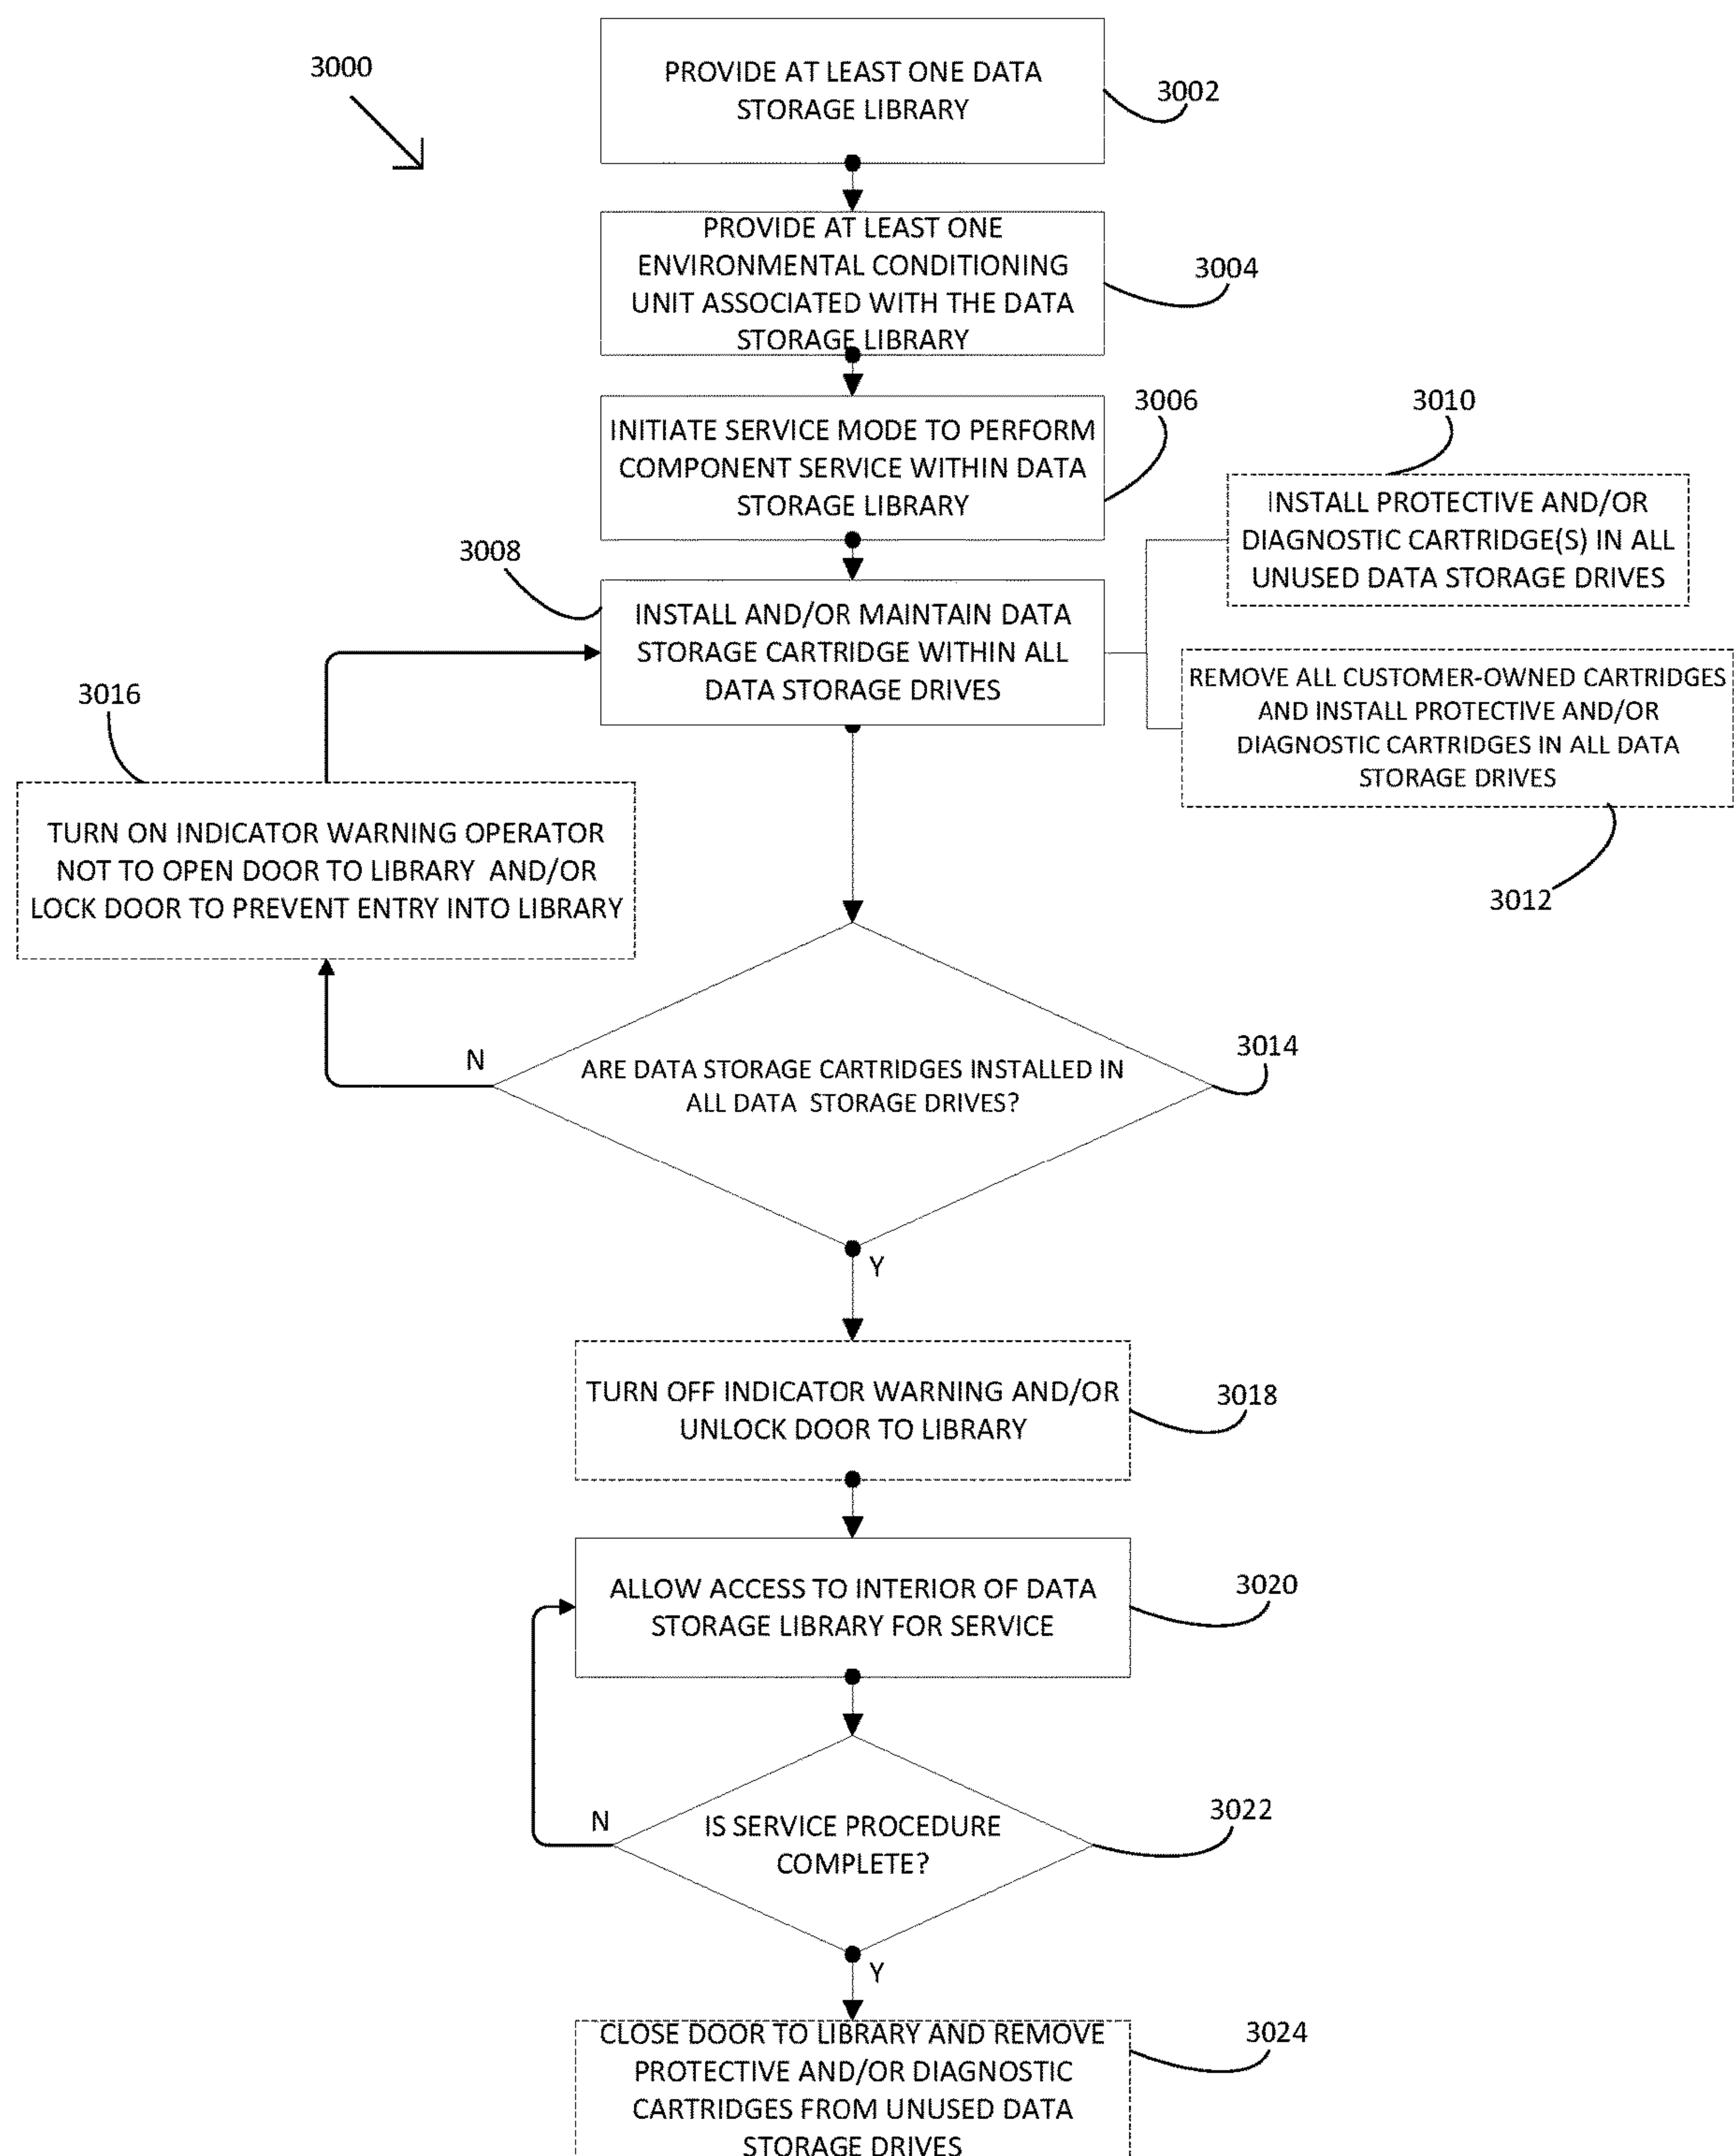 3000
PROVIDE AT LEAST ONE DATA
STORAGE LIBRARY
3002
PROVIDE AT LEAST ONE
ENVIRONMENTAL CONDITIONING
UNIT ASSOCIATED WITH THE DATA
STORAGE LIBRARY
3004
INITIATE SERVICE MODE TO PERFORM
COMPONENT SERVICE WITHIN DATA
STORAGE LIBRARY
3006
3010
INSTALL PROTECTIVE AND/OR
DIAGNOSTIC CARTRIDGE(S) IN ALL
UNUSED DATA STORAGE DRIVES
3008
INSTALL AND/OR MAINTAIN DATA
STORAGE CARTRIDGE WITHIN ALL
DATA STORAGE DRIVES
REMOVE ALL CUSTOMER-OWNED CARTRIDGES
AND INSTALL PROTECTIVE AND/OR
DIAGNOSTIC CARTRIDGES IN ALL DATA
STORAGE DRIVES
3012
3016
TURN ON INDICATOR WARNING OPERATOR
NOT TO OPEN DOOR TO LIBRARY AND/OR
LOCK DOOR TO PREVENT ENTRY INTO LIBRARY
N
ARE DATA STORAGE CARTRIDGES INSTALLED IN
ALL DATA STORAGE DRIVES?
3014
Y
TURN OFF INDICATOR WARNING AND/OR
UNLOCK DOOR TO LIBRARY
3018
ALLOW ACCESS TO INTERIOR OF DATA
STORAGE LIBRARY FOR SERVICE
3020
N
IS SERVICE PROCEDURE
COMPLETE?
3022
Y
CLOSE DOOR TO LIBRARY AND REMOVE
PROTECTIVE AND/OR DIAGNOSTIC
CARTRIDGES FROM UNUSED DATA
STORAGE DRIVES
3024